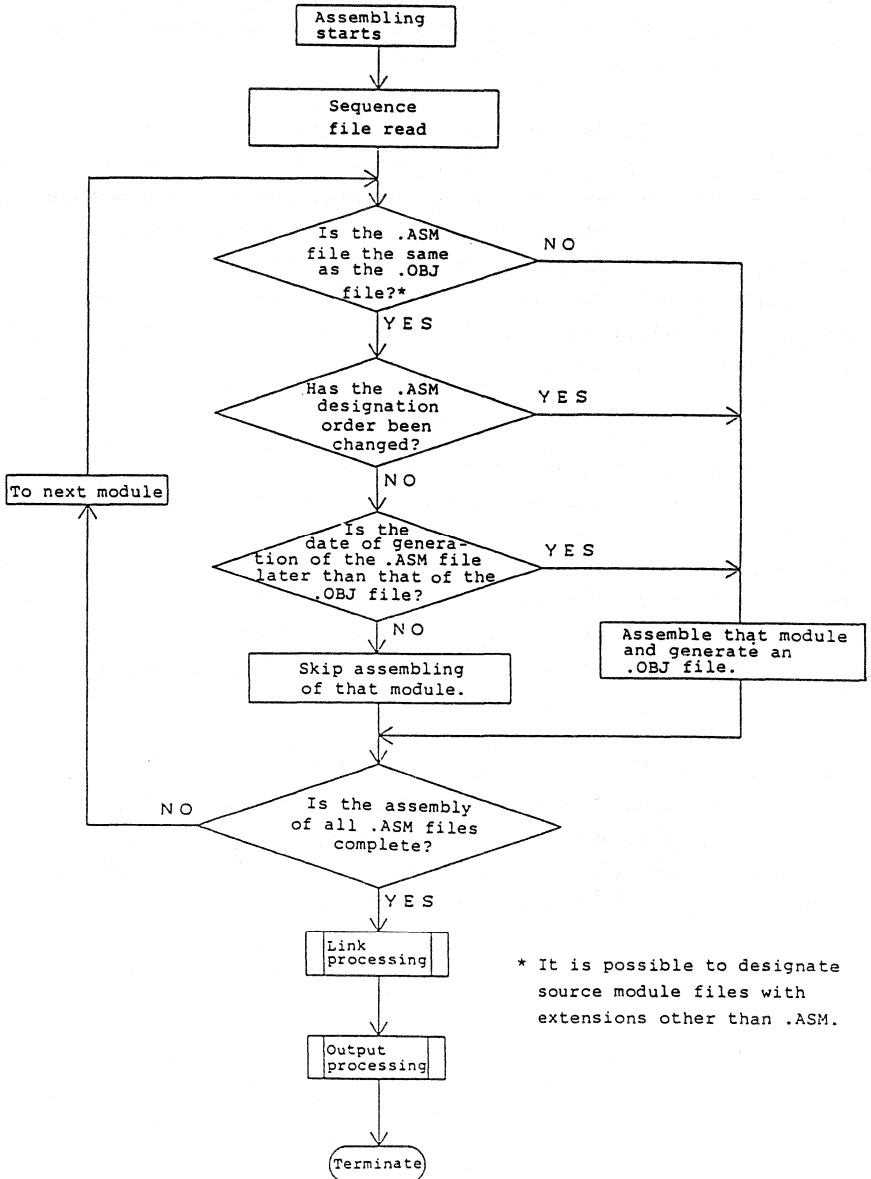 Assembling
starts
Sequence
file read
Is the .ASM
file the same
as the .OBJ
file?*
NO
YES
Has the .ASM
designation
order been
changed?
YES
NO
To next module
Is the
date of genera-
tion of the .ASM file
later than that of the
.OBJ file?
YES
NO
Assemble that module
and generate an
.OBJ file.
Skip assembling
of that module.
Is the assembly
of all .ASM files
complete?
NO
YES
Link
processing
* It is possible to designate
source module files with
extensions other than .ASM.
Output
processing
Terminate